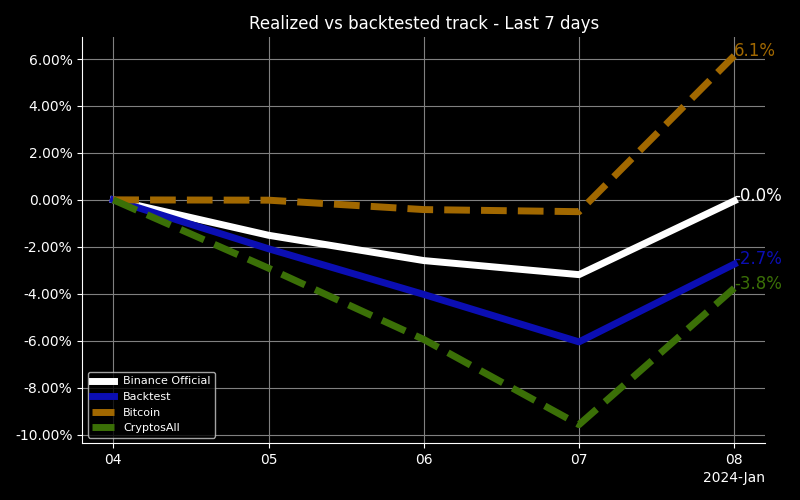 Realized vs backtested track - Last 7 days
6.00%
4.00%
2.00%
0.00%
-2.00%
-4.00%
-6.00%
-8.00%
-10.00%
6.1%
-0.0%
-2.7%
-3.8%
Binance Official
Backtest
Bitcoin
CryptosAll
04 05 06 07 08
2024-Jan